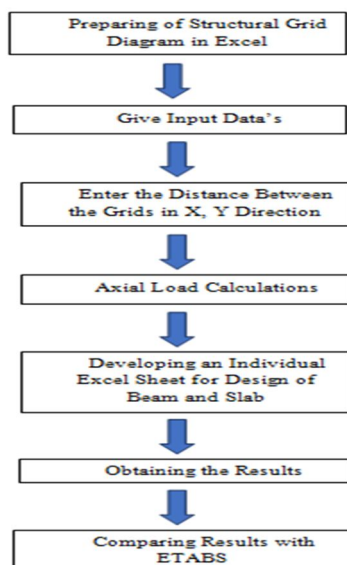 Preparing of Structural Grid
Diagram in Excel
Give Input Data's
Enter the Distance Between
the Grids in X, Y Direction
Axial Load Calculations
Developing an Individual
Excel Sheet for Design of
Beam and Slab
Obtaining the Results
Comparing Results with
ETABS